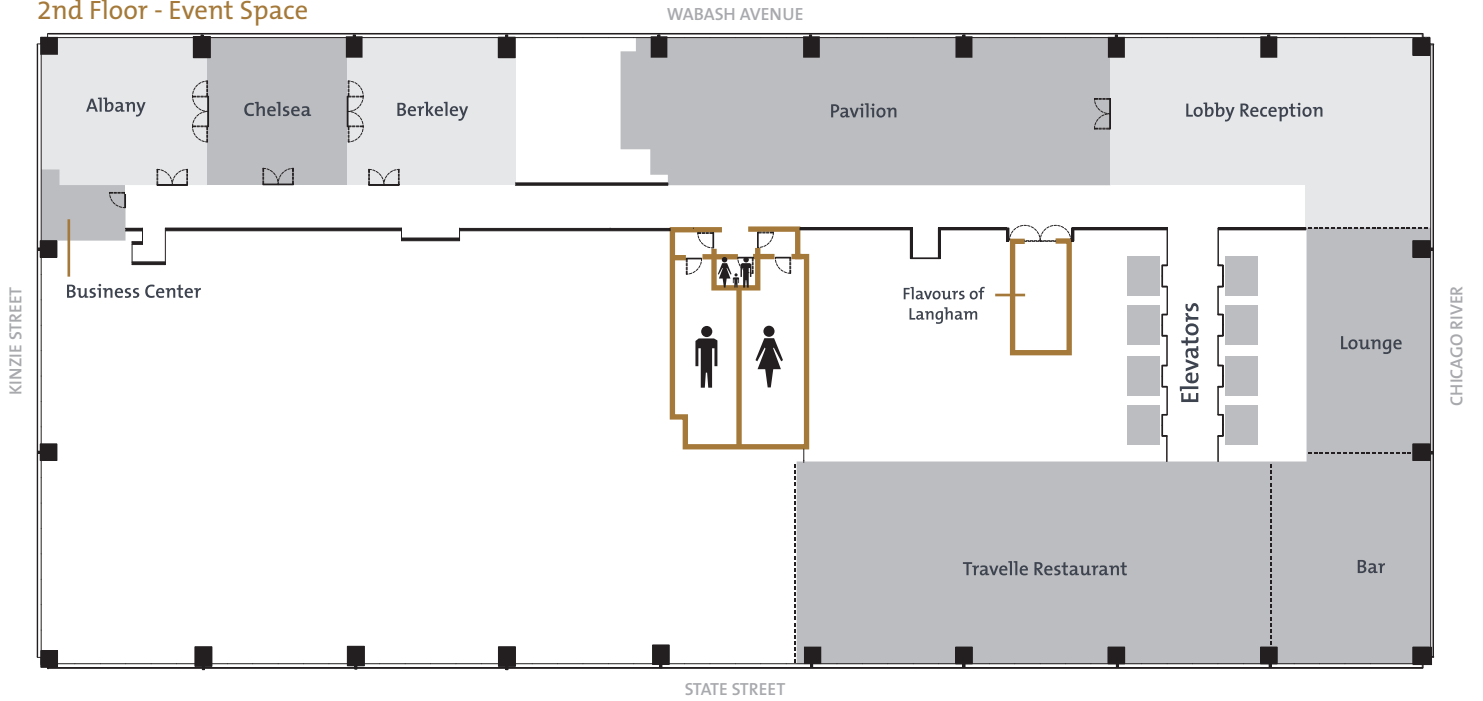 2nd Floor - Event Space
WABASH AVENUE
Albany
Chelsea
Berkeley
Pavilion
Lobby Reception
Business Center
KINZIE STREET
Flavours of
Langham
Elevators
Lounge
CHICAGO RIVER
Travelle Restaurant
Bar
STATE STREET